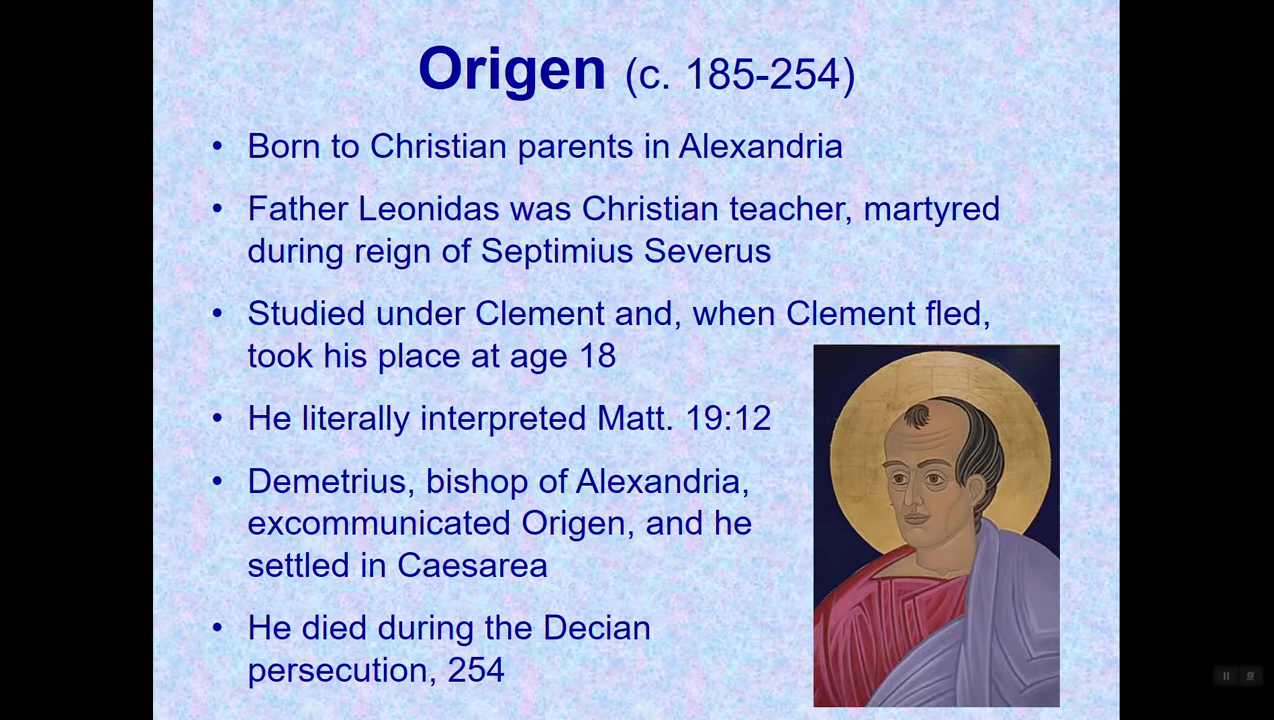 Origen (c. 185-254)
• Born to Christian parents in Alexandria
• Father Leonidas was Christian teacher, martyred
during reign of Septimius Severus
• Studied under Clement and, when Clement fled,
took his place at age 18
• He literally interpreted Matt. 19:12
• Demetrius, bishop of Alexandria,
excommunicated Origen, and he
settled in Caesarea
• He died during the Decian
persecution, 254